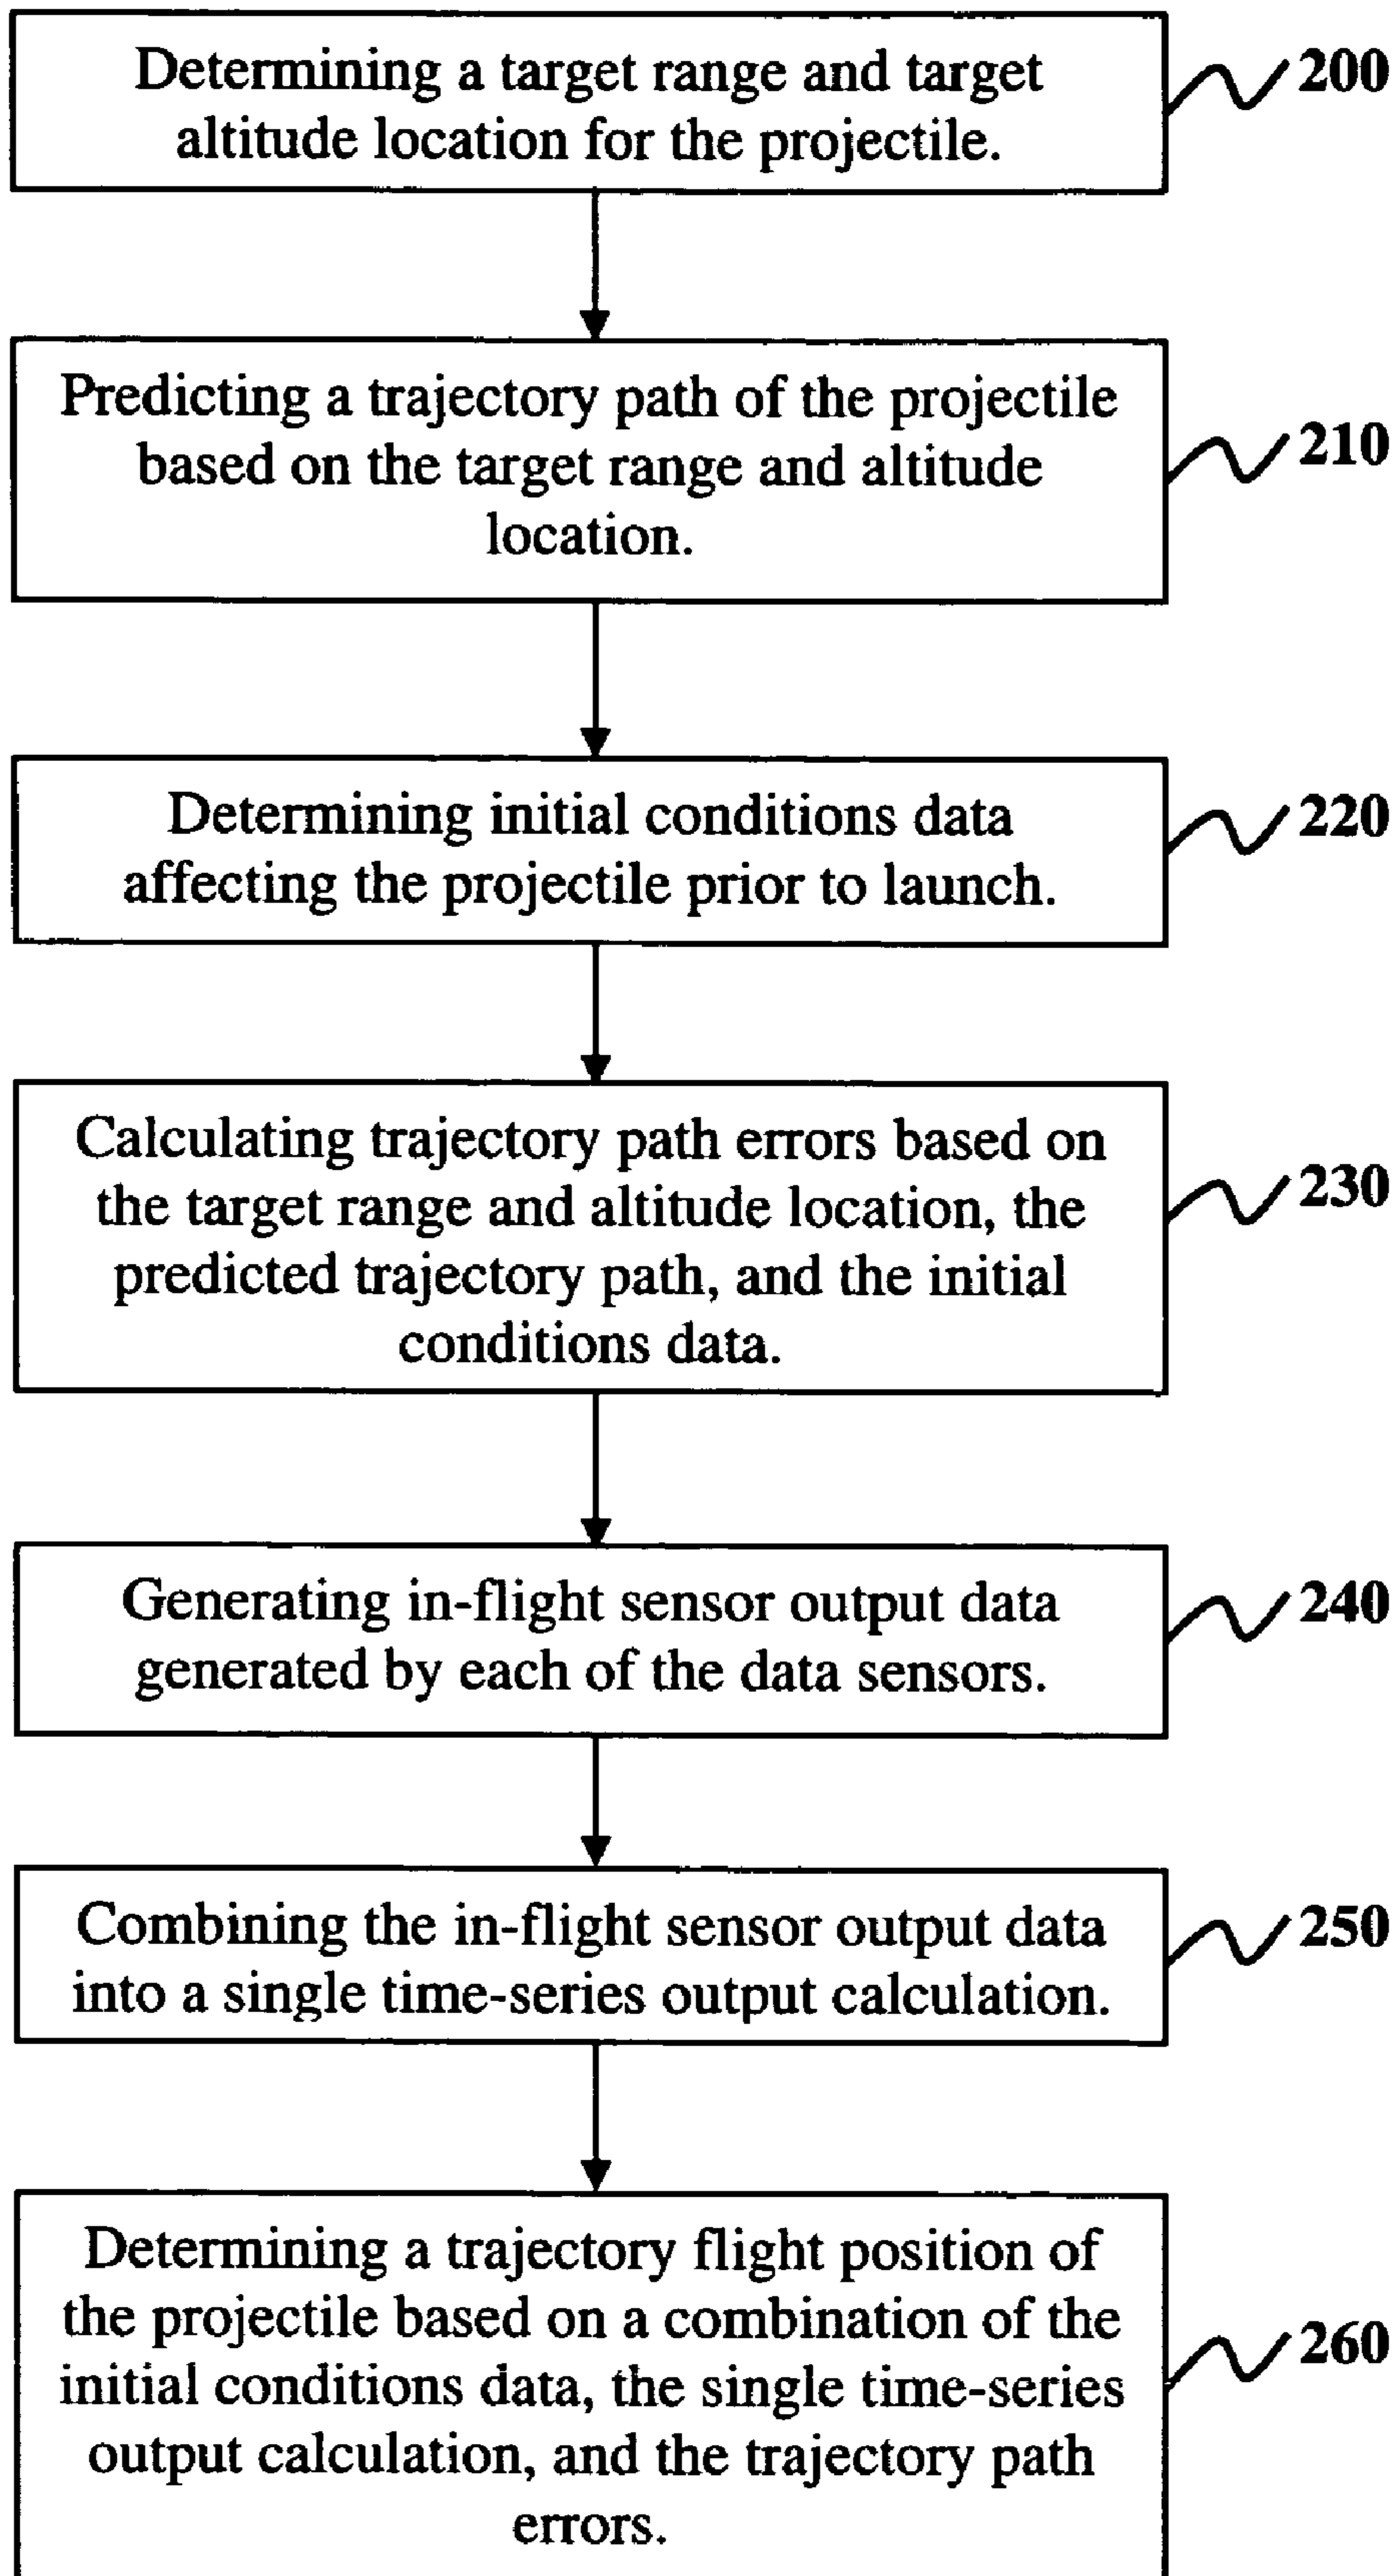 Determining a target range and target
altitude location for the projectile.
200
Predicting a trajectory path of the projectile
based on the target range and altitude
location.
210
Determining initial conditions data
affecting the projectile prior to launch.
220
Calculating trajectory path errors based on
the target range and altitude location, the
predicted trajectory path, and the initial
conditions data.
230
Generating in-flight sensor output data
generated by each of the data sensors.
240
Combining the in-flight sensor output data
into a single time-series output calculation.
250
Determining a trajectory flight position of
the projectile based on a combination of the
initial conditions data, the single time-series
output calculation, and the trajectory path
errors.
260